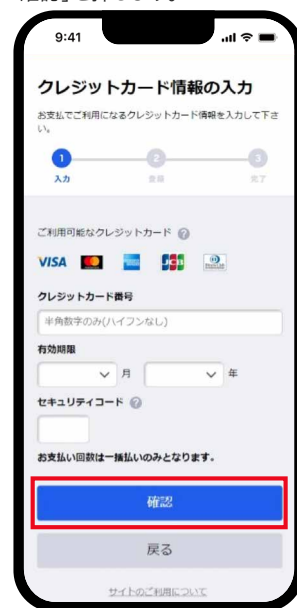 9:41
クレジットカード情報の入力
お支払でご利用になるクレジットカード情報を入力して下さ
い。
1 2 3
入力 登録 完了
ご利用可能なクレジットカード ?
VISA JCB
クレジットカード番号
半角数字のみ(ハイフンなし)
有効期限
月 年
セキュリティコード ?
お支払い回数は一括払いのみとなります。
確認
戻る
サイトのご利用について